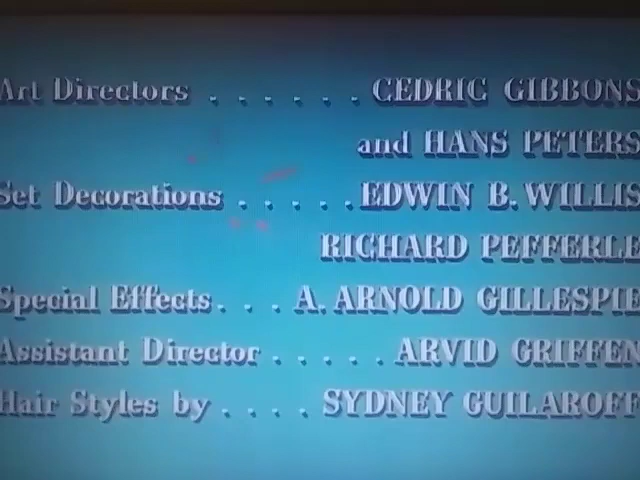 Art Directors . . . . . . CEDRIC GIBBONS
and HANS PETERS
Set Decorations . . . . . EDWIN B. WILLIS
RICHARD PEFFERLE
Special Effects . . . A. ARNOLD GILLESPIE
Assistant Director . . . . . ARVID GRIFFEN
Hair Styles by . . . . SYDNEY GUILAROFF